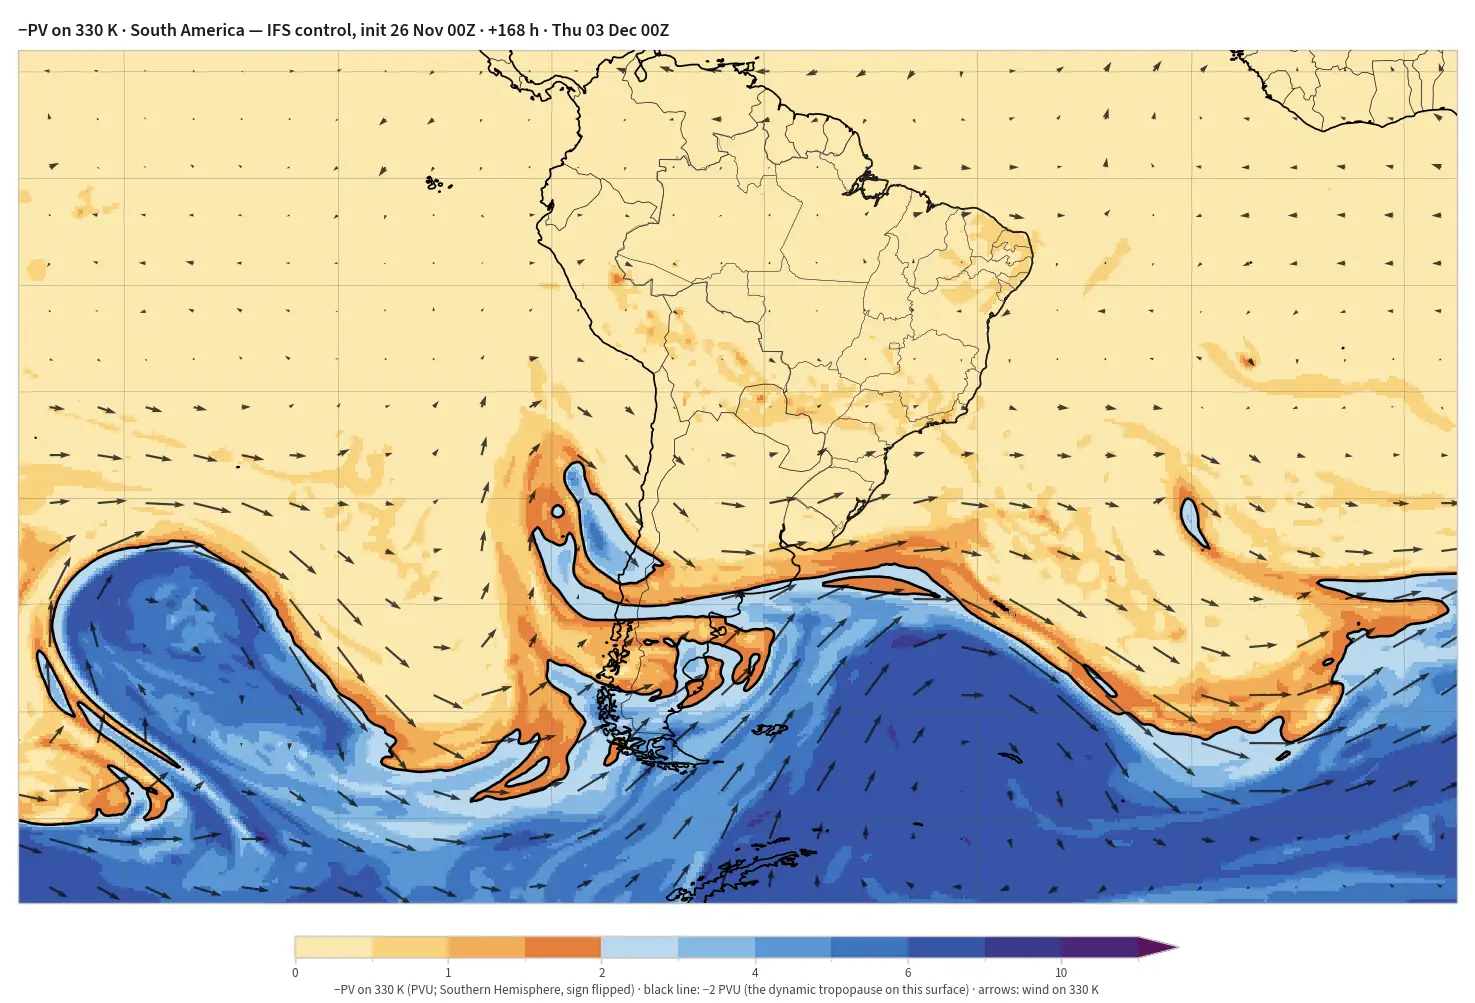 −PV on 330 K · South America — IFS control, init 26 Nov 00Z · +168 h · Thu 03 Dec 00Z
0 1 2 4 6 10
−PV on 330 K (PVU; Southern Hemisphere, sign flipped) · black line: −2 PVU (the dynamic tropopause on this surface) · arrows: wind on 330 K